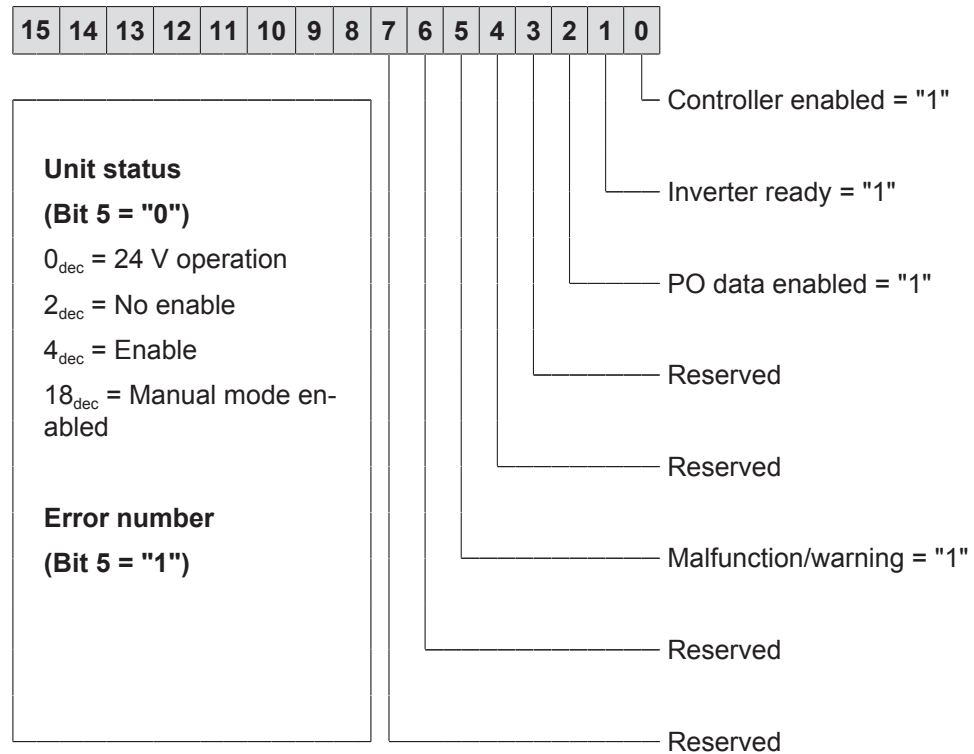 15 14 13 12 11 10 9 8 7 6 5 4 3 2 1 0
Controller enabled = "1"
Inverter ready = "1"
PO data enabled = "1"
Reserved
Reserved
Malfunction/warning = "1"
Reserved
Reserved
Unit status
(Bit 5 = "0")
0dec = 24 V operation
2dec = No enable
4dec = Enable
18dec = Manual mode en-
abled
Error number
(Bit 5 = "1")